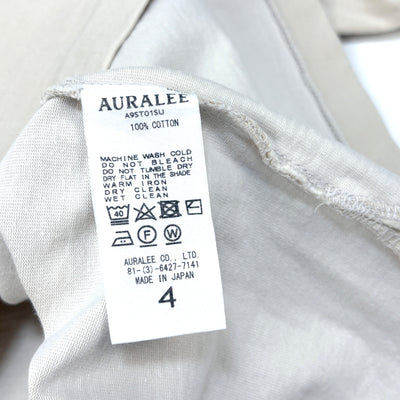 AURALEE
A9ST01SU
100% COTTON
MACHINE WASH COLD
DO NOT BLEACH
DO NOT TUMBLE DRY
DRY FLAT IN THE SHADE
WARM IRON
DRY CLEAN
WET CLEAN
40
F W
AURALEE CO., LTD.
81-(3)-6427-7141
MADE IN JAPAN
4